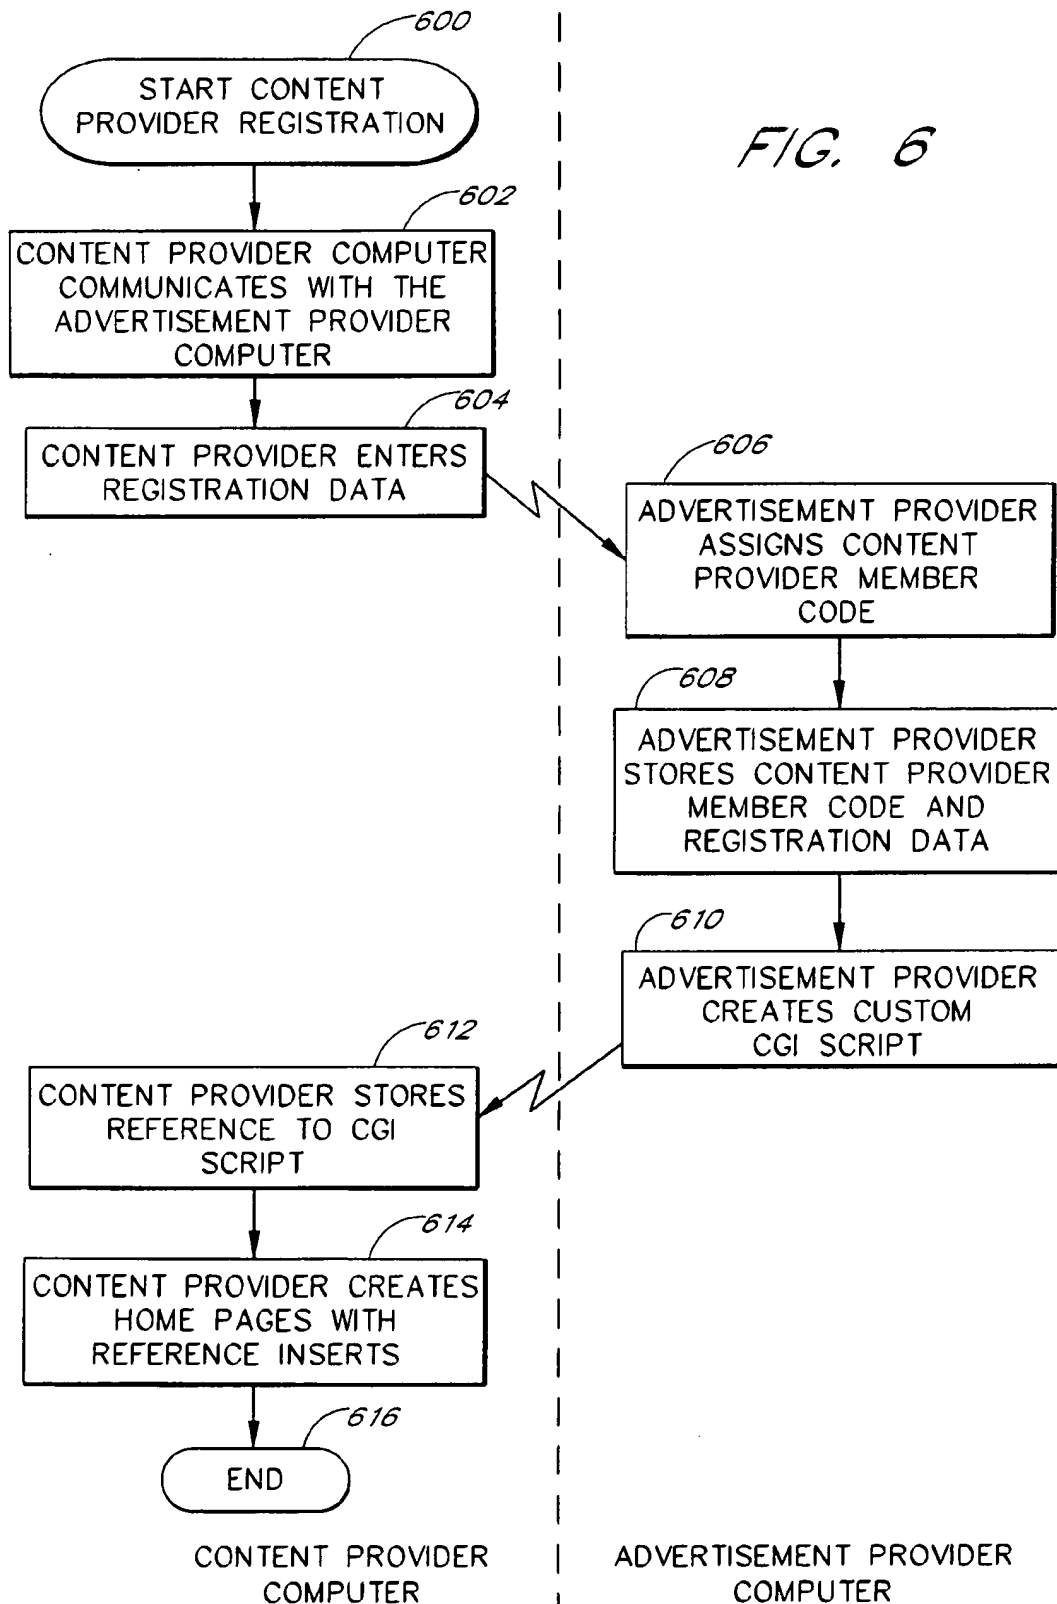 600
START CONTENT
PROVIDER REGISTRATION
FIG. 6
602
CONTENT PROVIDER COMPUTER
COMMUNICATES WITH THE
ADVERTISEMENT PROVIDER
COMPUTER
604
CONTENT PROVIDER ENTERS
REGISTRATION DATA
606
ADVERTISEMENT PROVIDER
ASSIGNS CONTENT
PROVIDER MEMBER
CODE
608
ADVERTISEMENT PROVIDER
STORES CONTENT PROVIDER
MEMBER CODE AND
REGISTRATION DATA
610
ADVERTISEMENT PROVIDER
CREATES CUSTOM
CGI SCRIPT
612
CONTENT PROVIDER STORES
REFERENCE TO CGI
SCRIPT
614
CONTENT PROVIDER CREATES
HOME PAGES WITH
REFERENCE INSERTS
616
END
CONTENT PROVIDER
COMPUTER
ADVERTISEMENT PROVIDER
COMPUTER